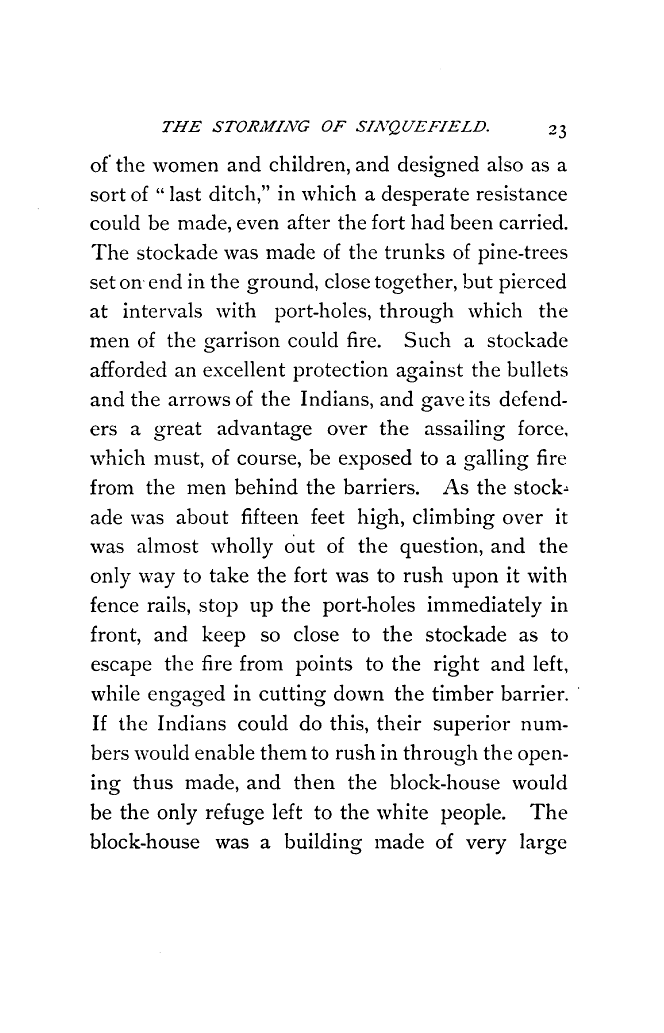 THE STORMING OF SINQUEFIELD. 23
of the women and children, and designed also as a
sort of “ last ditch,” in which a desperate resistance
could be made, even after the fort had been carried.
The stockade was made of the trunks of pine-trees
set on end in the ground, close together, but pierced
at intervals with port-holes, through which the
men of the garrison could fire. Such a stockade
afforded an excellent protection against the bullets
and the arrows of the Indians, and gave its defend-
ers a great advantage over the assailing force,
which must, of course, be exposed to a galling fire
from the men behind the barriers. As the stock-
ade was about fifteen feet high, climbing over it
was almost wholly out of the question, and the
only way to take the fort was to rush upon it with
fence rails, stop up the port-holes immediately in
front, and keep so close to the stockade as to
escape the fire from points to the right and left,
while engaged in cutting down the timber barrier.
If the Indians could do this, their superior num-
bers would enable them to rush in through the open-
ing thus made, and then the block-house would
be the only refuge left to the white people. The
block-house was a building made of very large